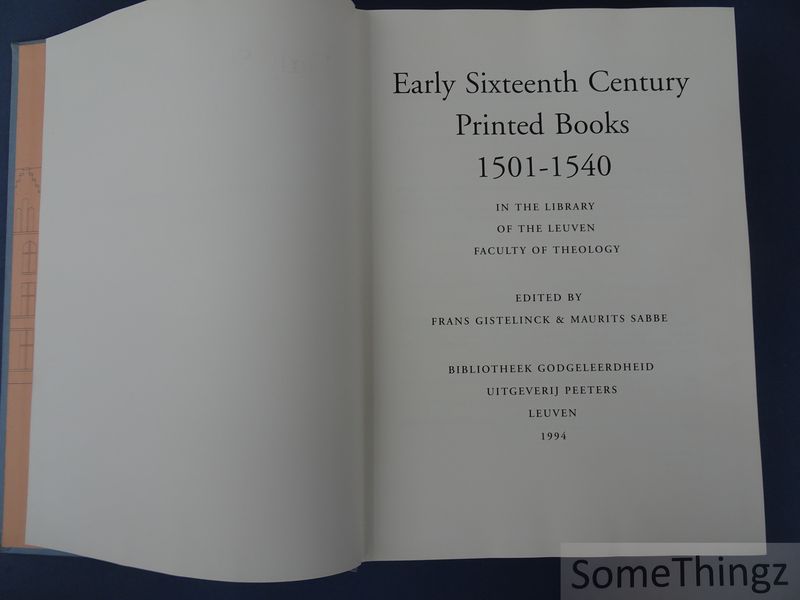 Early Sixteenth Century
Printed Books
1501-1540
IN THE LIBRARY
OF THE LEUVEN
FACULTY OF THEOLOGY
EDITED BY
FRANS GISTELINCK & MAURITS SABBE
BIBLIOTHEEK GODGELEERDHEID
UITGEVERIJ PEETERS
LEUVEN
1994
SomeThingz